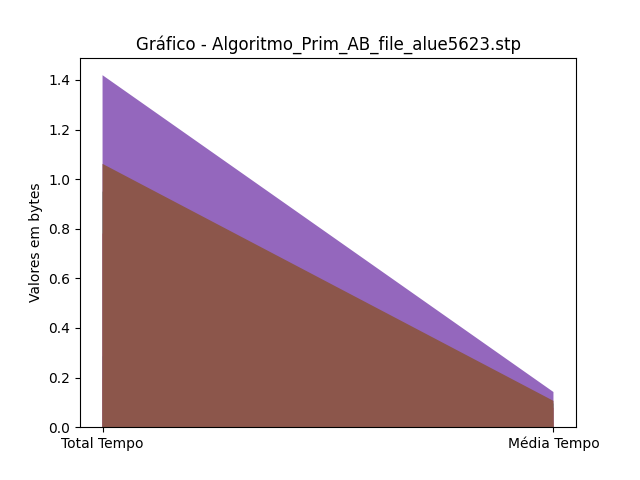 Gráfico - Algoritmo_Prim_AB_file_alue5623.stp
Valores em bytes
1.4
1.2
1.0
0.8
0.6
0.4
0.2
0.0
Total Tempo
Média Tempo